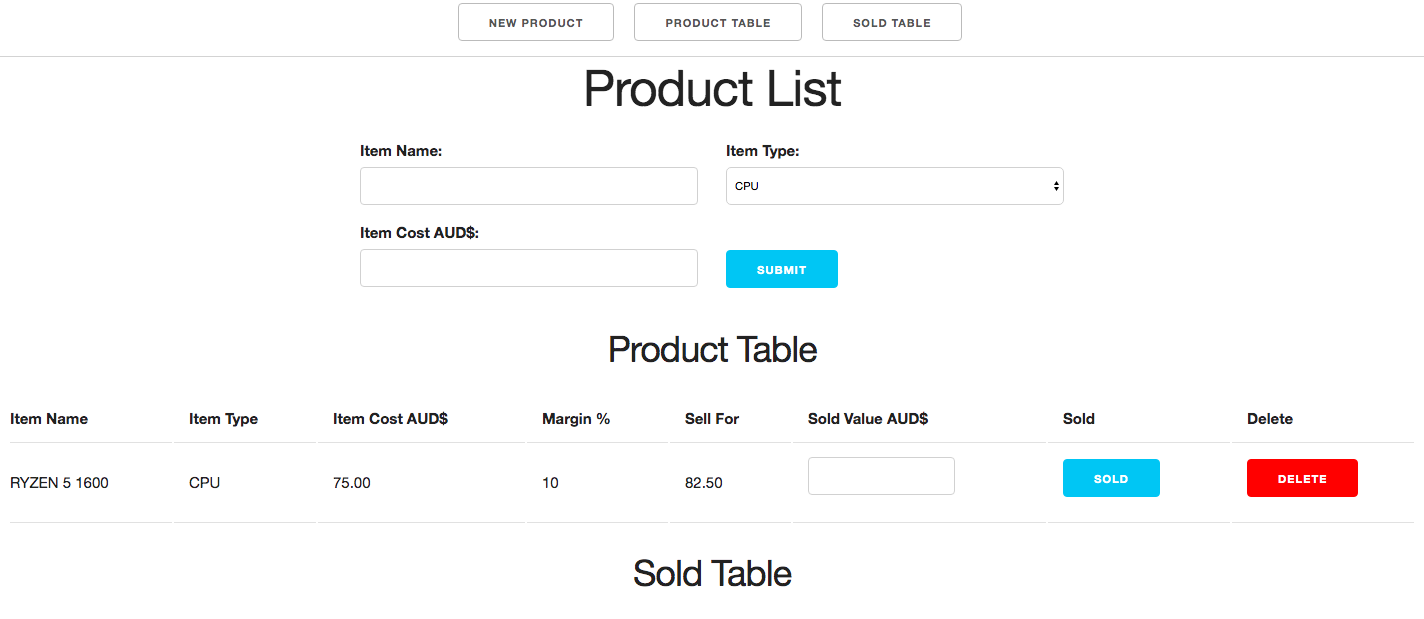 NEW PRODUCT PRODUCT TABLE SOLD TABLE
Product List
Item Name: Item Type:
CPU
Item Cost AUD$:
SUBMIT
Product Table
Item Name Item Type Item Cost AUD$ Margin % Sell For Sold Value AUD$ Sold Delete
RYZEN 5 1600 CPU 75.00 10 82.50 SOLD DELETE
Sold Table